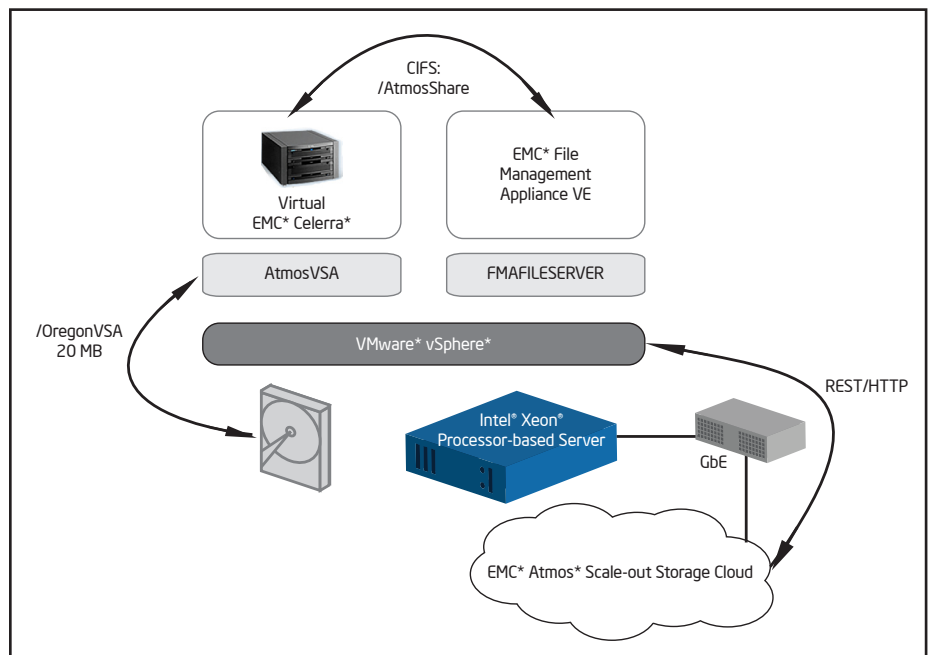 CIFS:
/AtmosShare
Virtual
EMC* Celerra*
EMC* File
Management
Appliance VE
AtmosVSA
FMAFILESERVER
/OregonVSA
20 MB
VMware* vSphere*
REST/HTTP
Intel® Xeon®
Processor-based Server
GbE
EMC* Atmos* Scale-out Storage Cloud